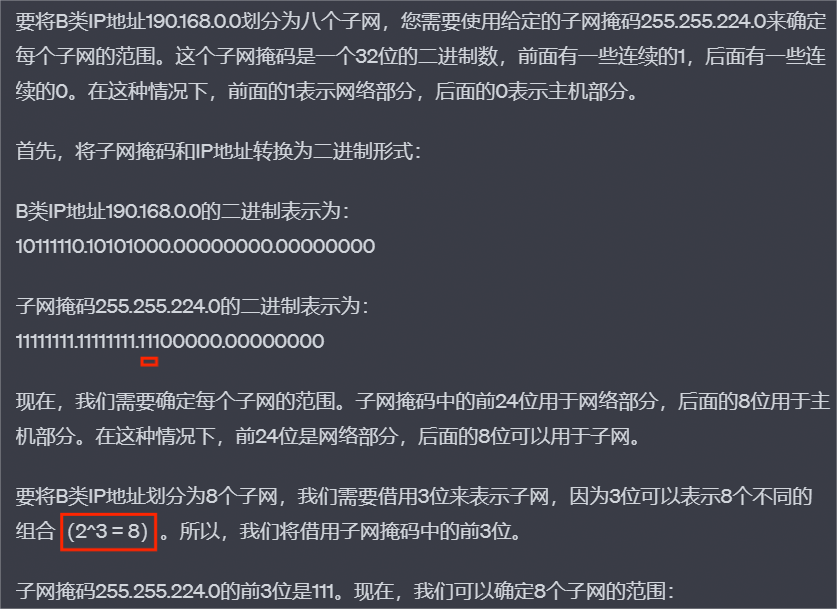 要将B类IP地址190.168.0.0划分为八个子网，您需要使用给定的子网掩码255.255.224.0来确定
每个子网的范围。这个子网掩码是一个32位的二进制数，前面有一些连续的1，后面有一些连
续的0。在这种情况下，前面的1表示网络部分，后面的0表示主机部分。
首先，将子网掩码和IP地址转换为二进制形式：
B类IP地址190.168.0.0的二进制表示为：
10111110.10101000.00000000.00000000
子网掩码255.255.224.0的二进制表示为：
11111111.11111111.11100000.00000000
现在，我们需要确定每个子网的范围。子网掩码中的前24位用于网络部分，后面的8位用于主
机部分。在这种情况下，前24位是网络部分，后面的8位可以用于子网。
要将B类IP地址划分为8个子网，我们需要借用3位来表示子网，因为3位可以表示8个不同的
组合（2^3 = 8）。所以，我们将借用子网掩码中的前3位。
子网掩码255.255.224.0的前3位是111。现在，我们可以确定8个子网的范围：